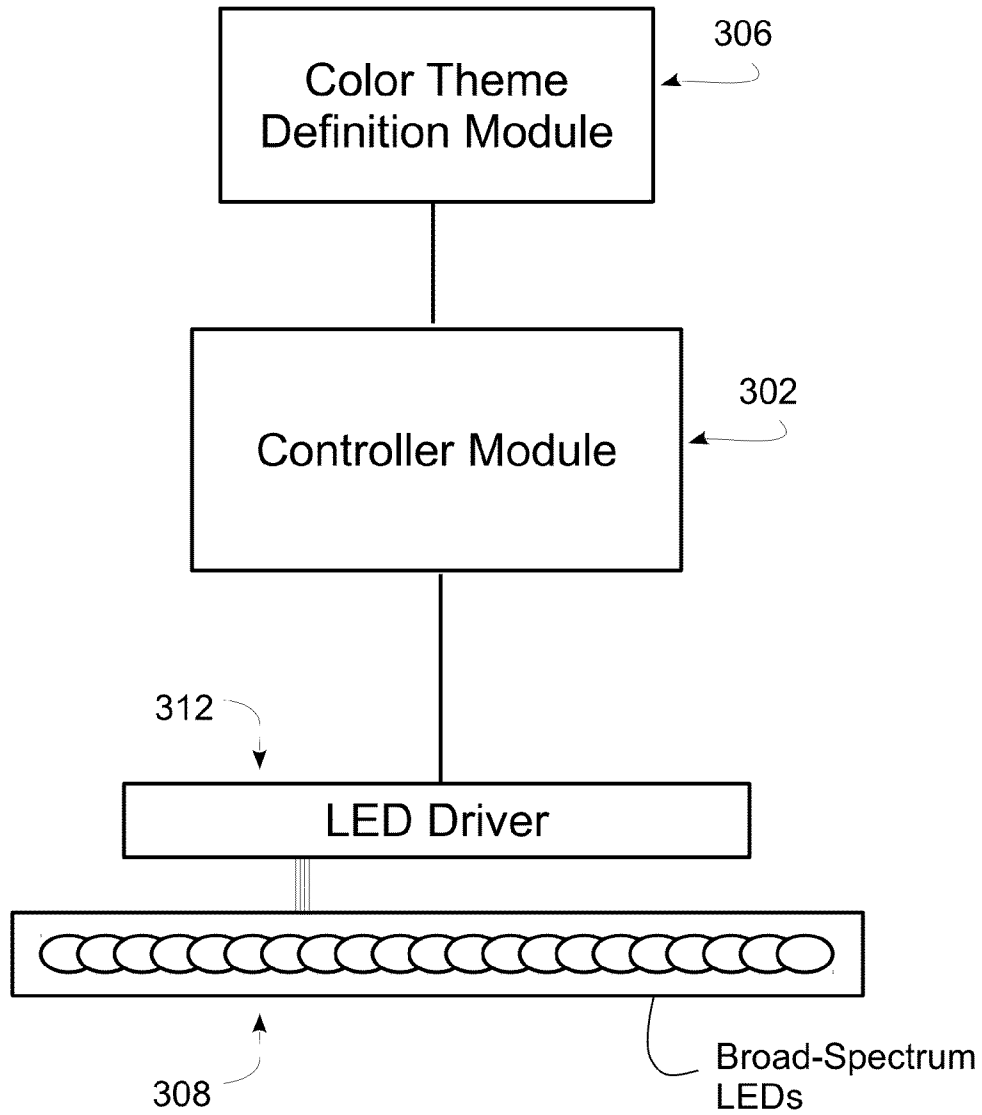 306
Color Theme
Definition Module
302
Controller Module
312
LED Driver
Broad-Spectrum
LEDs
308